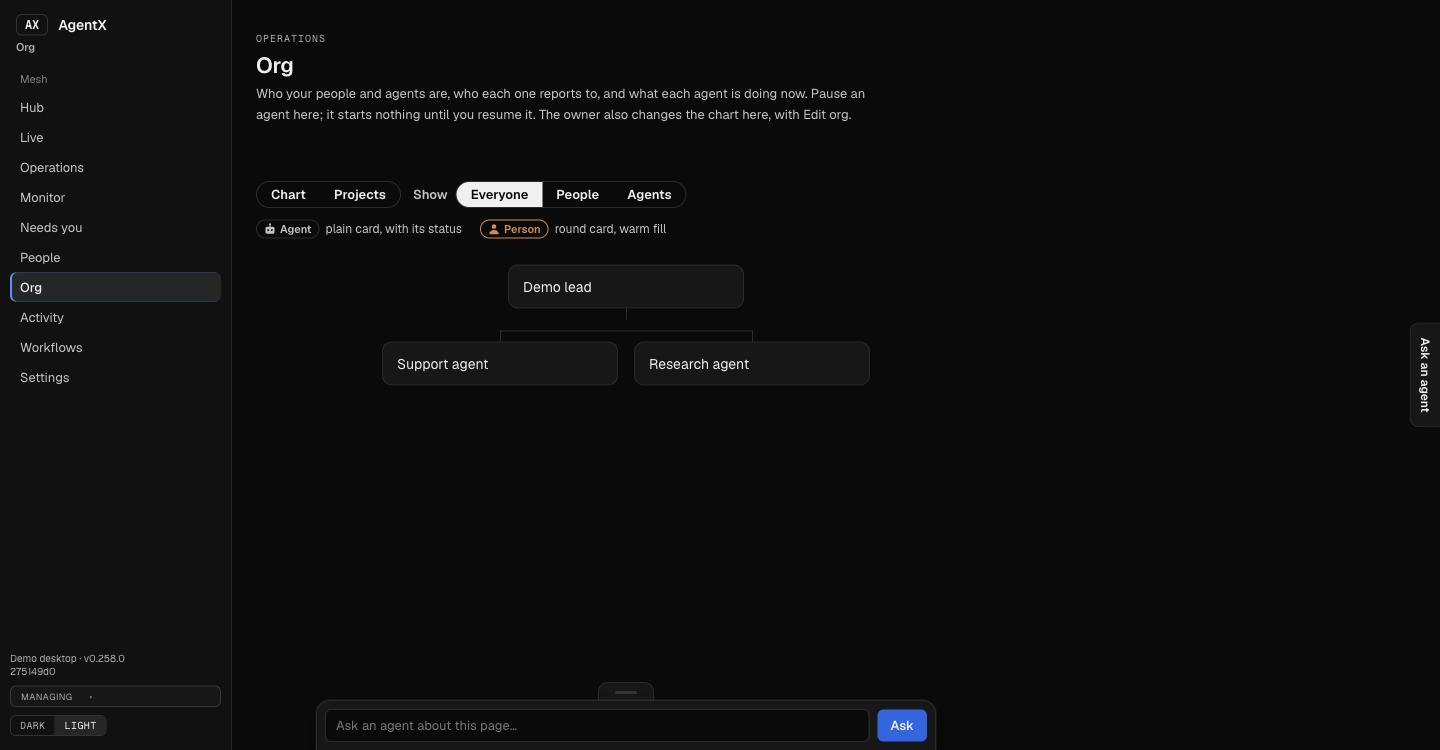 AX AgentX
Org
Mesh
Hub
Live
Operations
Monitor
Needs you
People
Org
Activity
Workflows
Settings
Demo desktop · v0.258.0
275149d0
MANAGING
DARK LIGHT
OPERATIONS
Org
Who your people and agents are, who each one reports to, and what each agent is doing now. Pause an
agent here; it starts nothing until you resume it. The owner also changes the chart here, with Edit org.
Chart Projects Show Everyone People Agents
Agent plain card, with its status Person round card, warm fill
Demo lead
Support agent Research agent
Ask an agent about this page... Ask
Ask an agent